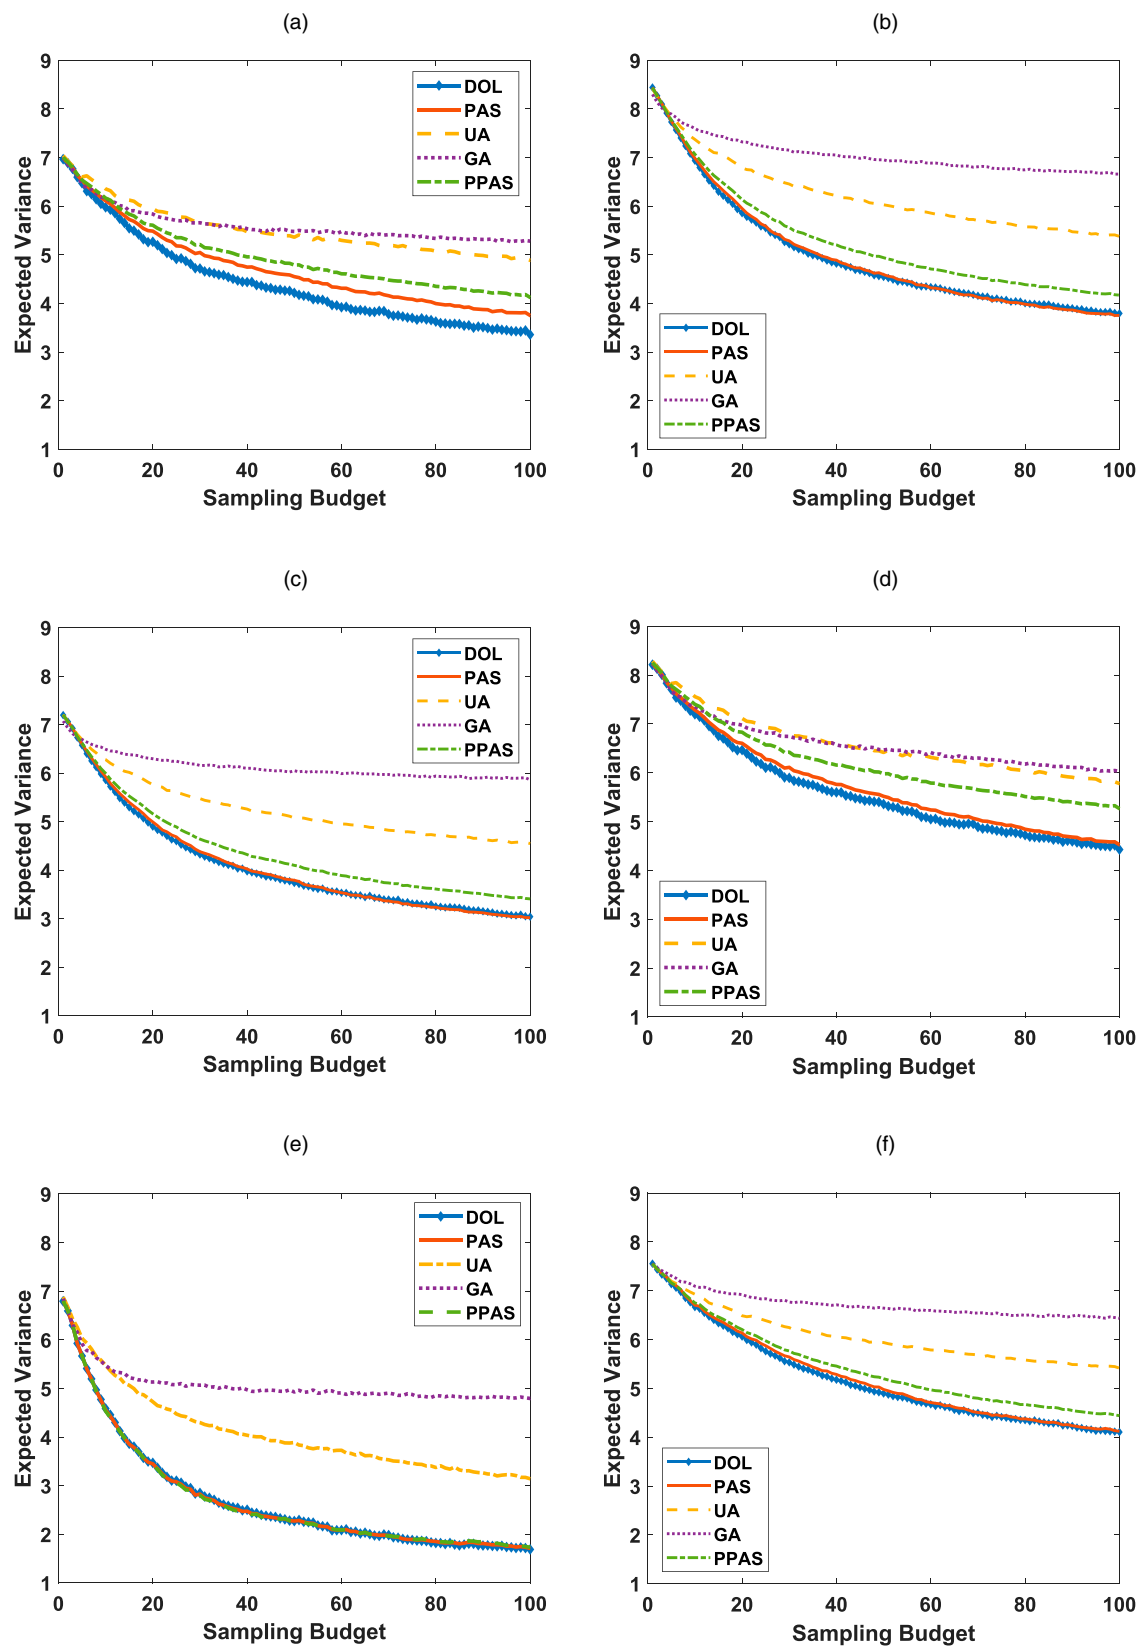 (a)
9
8
7
6
5
4
3
2
1
Expected Variance
DOL
PAS
UA
GA
PPAS
0 20 40 60 80 100
Sampling Budget
(b)
9
8
7
6
5
4
3
2
1
Expected Variance
DOL
PAS
UA
GA
PPAS
0 20 40 60 80 100
Sampling Budget
(c)
9
8
7
6
5
4
3
2
1
Expected Variance
DOL
PAS
UA
GA
PPAS
0 20 40 60 80 100
Sampling Budget
(d)
9
8
7
6
5
4
3
2
1
Expected Variance
DOL
PAS
UA
GA
PPAS
0 20 40 60 80 100
Sampling Budget
(e)
9
8
7
6
5
4
3
2
1
Expected Variance
DOL
PAS
UA
GA
PPAS
0 20 40 60 80 100
Sampling Budget
(f)
9
8
7
6
5
4
3
2
1
Expected Variance
DOL
PAS
UA
GA
PPAS
0 20 40 60 80 100
Sampling Budget